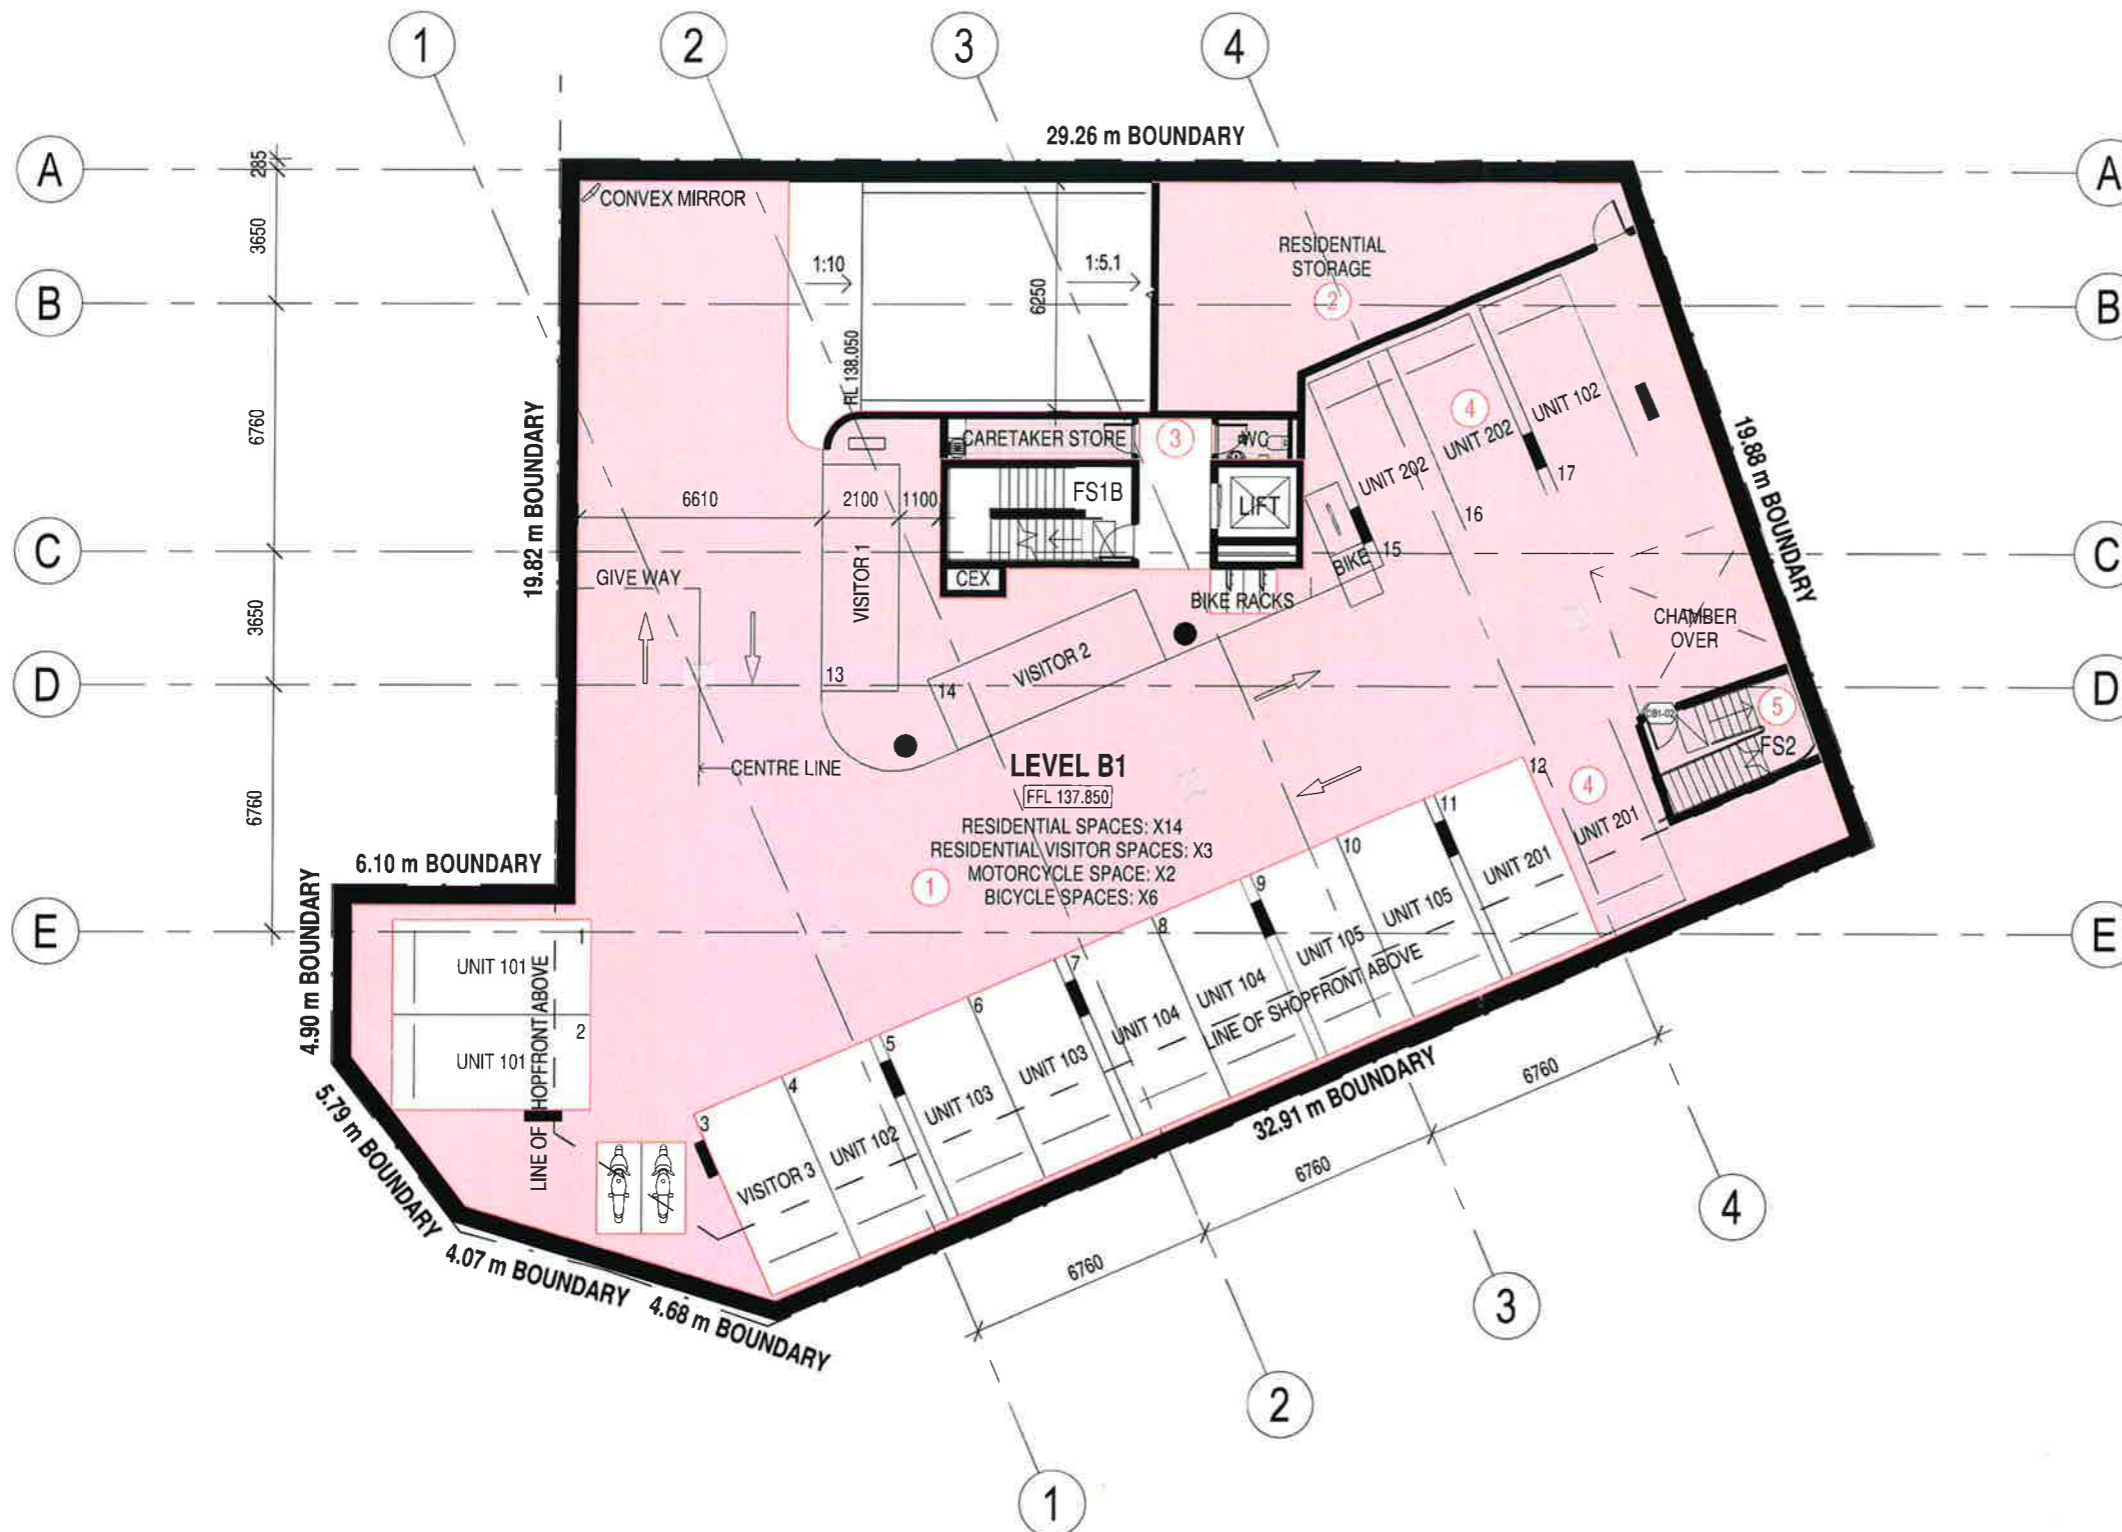 1
2
3
4
29.26 m BOUNDARY
A
285
A
3650
CONVEX MIRROR
RESIDENTIAL
STORAGE
2
1:10
1:5.1
6250
B
B
RL 138.050
6760
19.82 m BOUNDARY
CARETAKER STORE
3
WC
4
UNIT 102
UNIT 202
UNIT 202
17
16
15
19.88 m BOUNDARY
6610
2100
1100
FS1B
LIFT
BIKE
C
C
GIVE WAY
VISITOR 1
CEX
BIKE RACKS
CHAMBER
OVER
3650
13
14
VISITOR 2
D
D
CB1-02
5
FS2
CENTRE LINE
LEVEL B1
FFL 137.850
RESIDENTIAL SPACES: X14
RESIDENTIAL VISITOR SPACES: X3
MOTORCYCLE SPACE: X2
BICYCLE SPACES: X6
1
12
4
UNIT 201
6760
11
UNIT 201
10
UNIT 105
9
UNIT 105
8
UNIT 104
7
UNIT 104
6
UNIT 103
5
UNIT 103
4
UNIT 102
3
VISITOR 3
LINE OF SHOPFRONT ABOVE
6.10 m BOUNDARY
E
E
4.90 m BOUNDARY
1
UNIT 101
2
UNIT 101
LINE OF SHOPFRONT ABOVE
5.79 m BOUNDARY
4.07 m BOUNDARY
4.68 m BOUNDARY
32.91 m BOUNDARY
6760
6760
6760
4
3
2
1